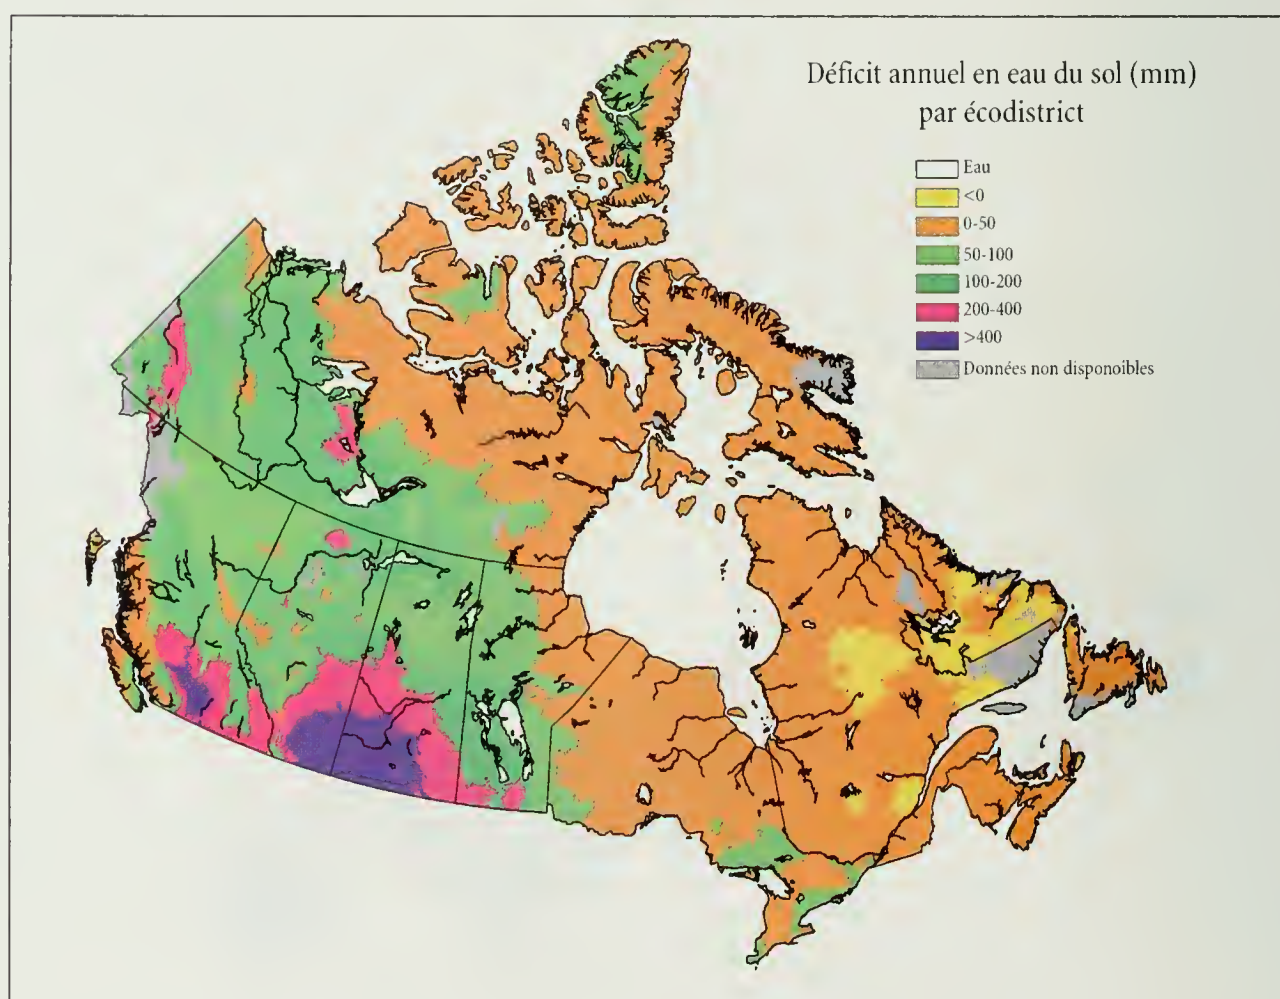 Déficit annuel en eau du sol (mm)
par écodistrict
Eau
<0
0-50
50-100
100-200
200-400
>400
Données non disponoibles